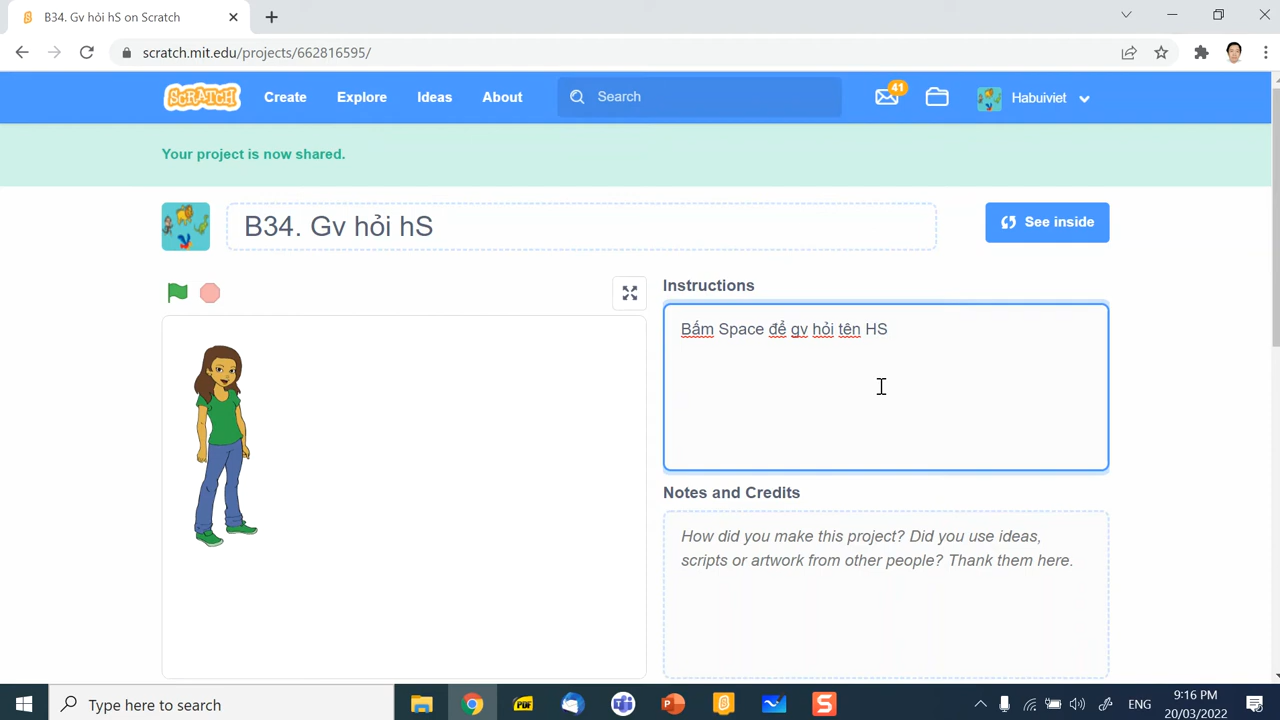 B34. Gv hỏi hS on Scratch
scratch.mit.edu/projects/662816595/
SCRATCH
Create
Explore
Ideas
About
Search
41
Habuiviet
Your project is now shared.
B34. Gv hỏi hS
See inside
Instructions
Bấm Space để gv hỏi tên HS
Notes and Credits
How did you make this project? Did you use ideas,
scripts or artwork from other people? Thank them here.
Type here to search
PDF
ENG
9:16 PM
20/03/2022